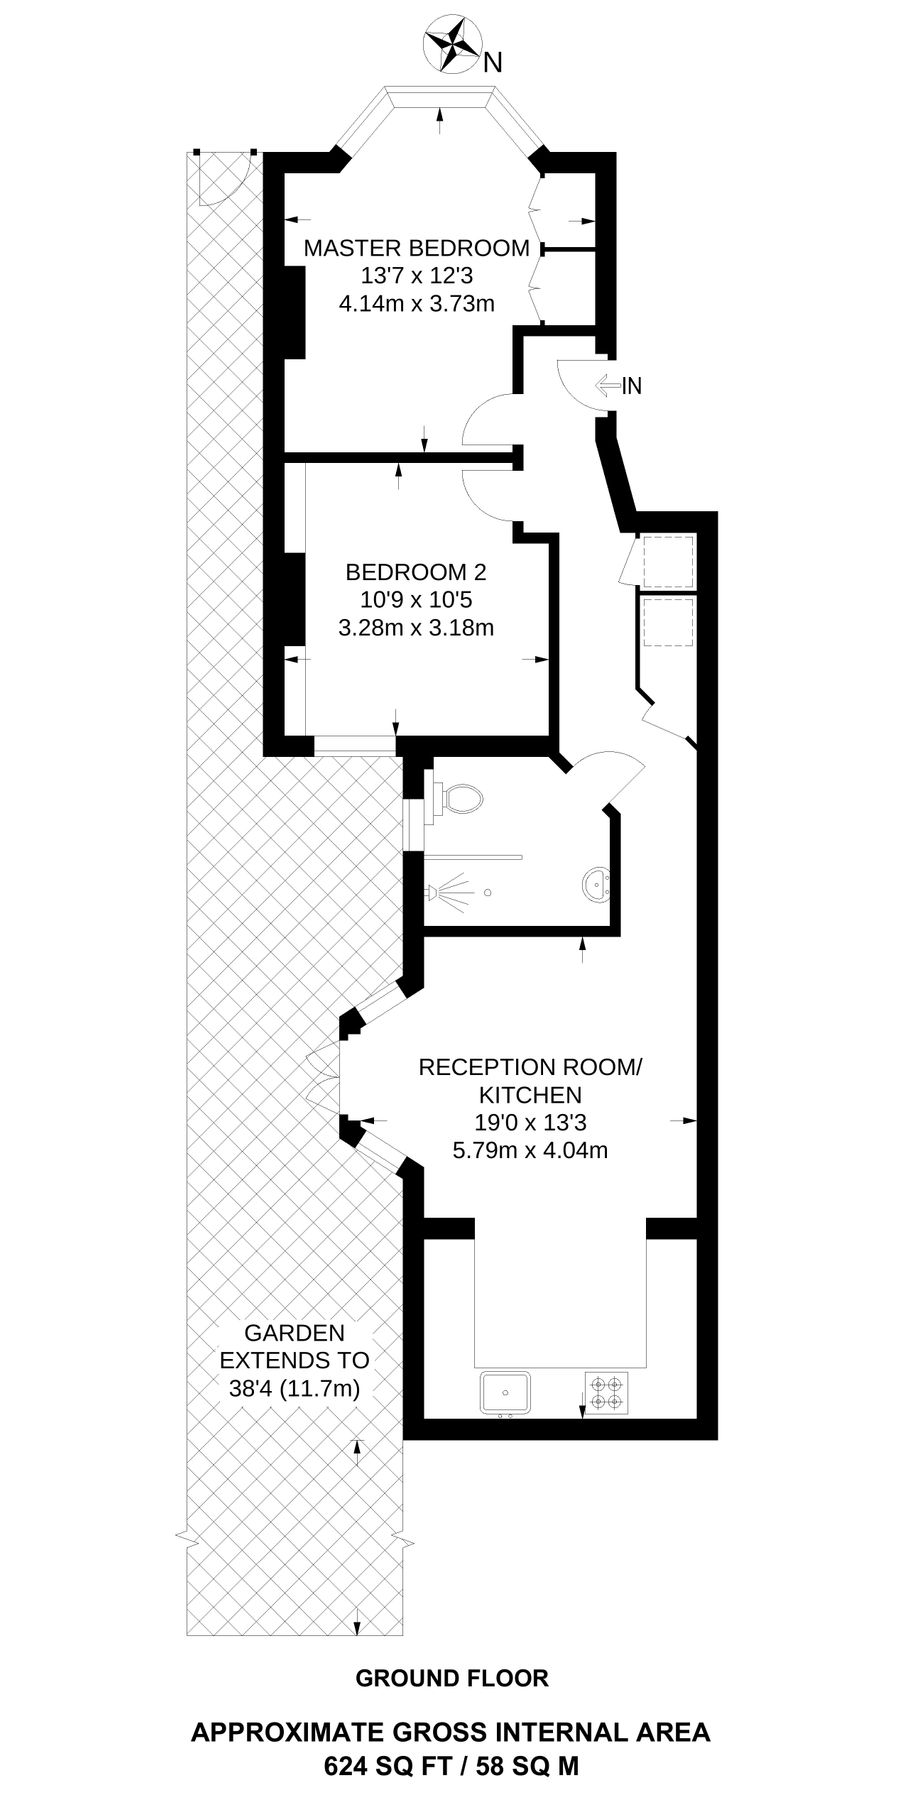 N
MASTER BEDROOM
13'7 x 12'3
4.14m x 3.73m
IN
BEDROOM 2
10'9 x 10'5
3.28m x 3.18m
RECEPTION ROOM/
KITCHEN
19'0 x 13'3
5.79m x 4.04m
GARDEN
EXTENDS TO
38'4 (11.7m)
GROUND FLOOR
APPROXIMATE GROSS INTERNAL AREA
624 SQ FT / 58 SQ M